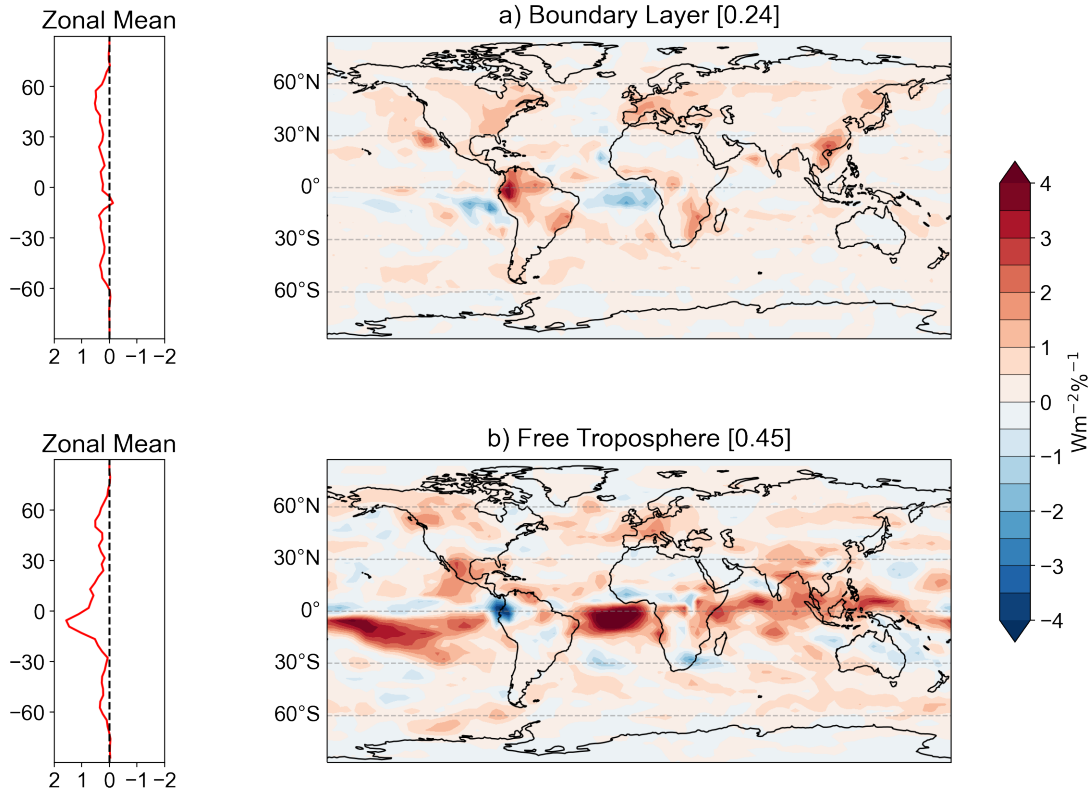 Zonal Mean
a) Boundary Layer [0.24]
60
30
0
−30
−60
2 1 0 −1 −2
60°N
30°N
0°
30°S
60°S
Zonal Mean
b) Free Troposphere [0.45]
60
30
0
−30
−60
2 1 0 −1 −2
60°N
30°N
0°
30°S
60°S
4
3
2
1
0
−1
−2
−3
−4
Wm⁻²%⁻¹